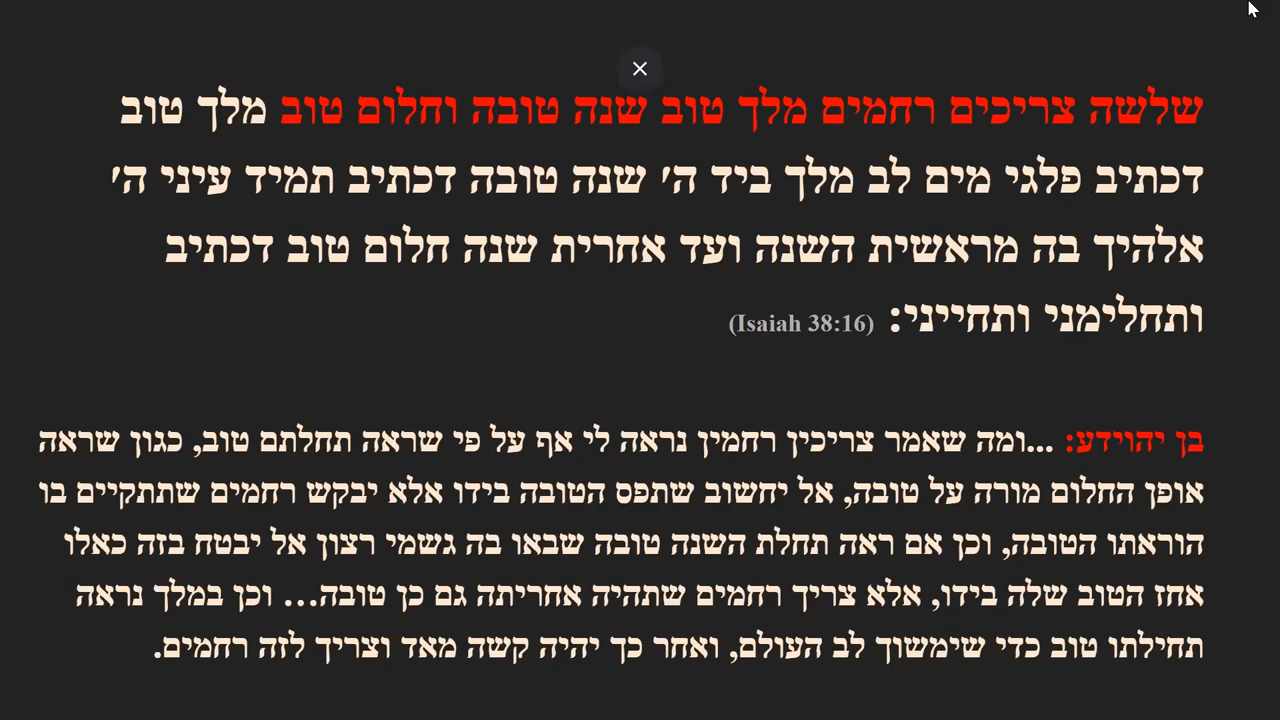 שלשה צריכים רחמים מלך טוב שנה טובה וחלום טוב מלך טוב
דכתיב פלגי מים לב מלך ביד ה׳ שנה טובה דכתיב תמיד עיני ה׳
אלהיך בה מראשית השנה ועד אחרית שנה חלום טוב דכתיב
ותחלימני ותחייני: (Isaiah 38:16)
בן יהוידע: ...ומה שאמר צריכין רחמין נראה לי אף על פי שראה תחלתם טוב, כגון שראה
אופן החלום מורה על טובה, אל יחשוב שתפס הטובה בידו אלא יבקש רחמים שתתקיים בו
הוראתו הטובה, וכן אם ראה תחלת השנה טובה שבאו בה גשמי רצון אל יבטח בזה כאלו
אחז הטוב שלה בידו, אלא צריך רחמים שתהיה אחריתה גם כן טובה... וכן במלך נראה
תחילתו טוב כדי שימשוך לב העולם, ואחר כך יהיה קשה מאד וצריך לזה רחמים.